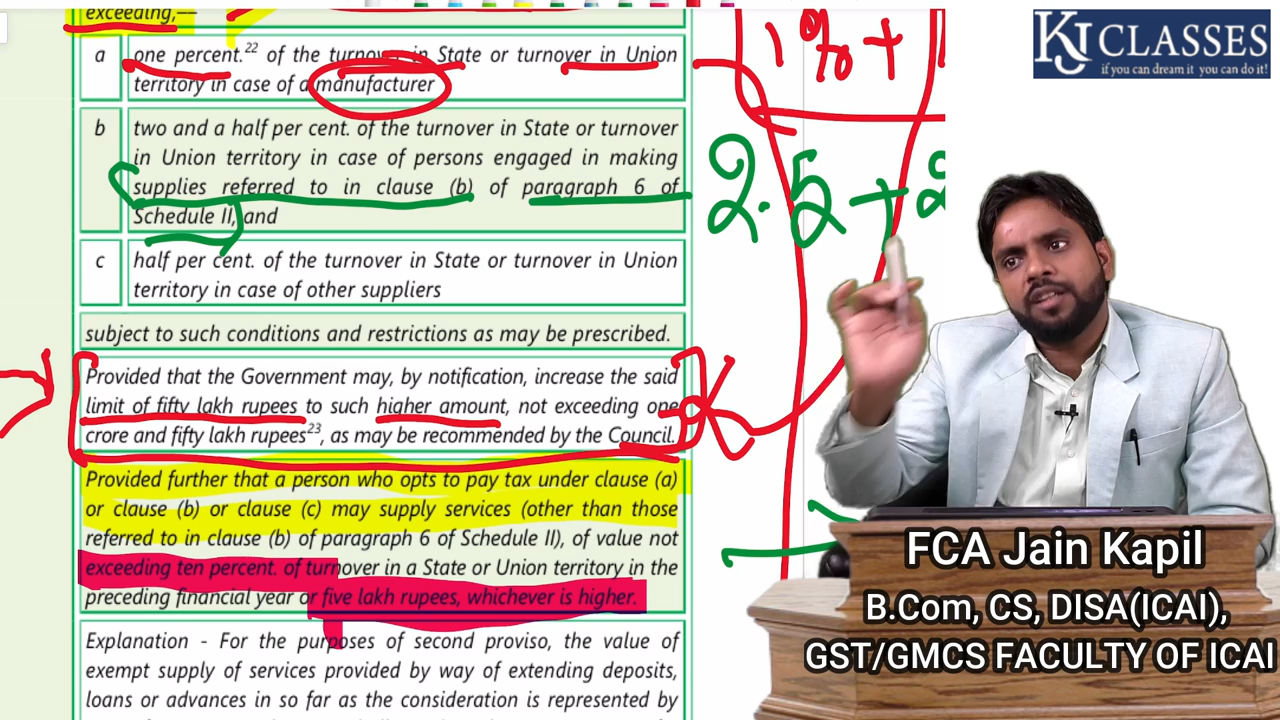 exceeding,—
a
one percent.22 of the turnover in State or turnover in Union
territory in case of a manufacturer
b
two and a half per cent. of the turnover in State or turnover
in Union territory in case of persons engaged in making
supplies referred to in clause (b) of paragraph 6 of
Schedule II, and
c
half per cent. of the turnover in State or turnover in Union
territory in case of other suppliers
subject to such conditions and restrictions as may be prescribed.
Provided that the Government may, by notification, increase the said
limit of fifty lakh rupees to such higher amount, not exceeding one
crore and fifty lakh rupees23, as may be recommended by the Council.
Provided further that a person who opts to pay tax under clause (a)
or clause (b) or clause (c) may supply services (other than those
referred to in clause (b) of paragraph 6 of Schedule II), of value not
exceeding ten percent. of turnover in a State or Union territory in the
preceding financial year or five lakh rupees, whichever is higher.
Explanation - For the purposes of second proviso, the value of
exempt supply of services provided by way of extending deposits,
loans or advances in so far as the consideration is represented by
1% +
2.5 + 2
KJ CLASSES
if you can dream it you can do it!
FCA Jain Kapil
B.Com, CS, DISA(ICAI),
GST/GMCS FACULTY OF ICAI